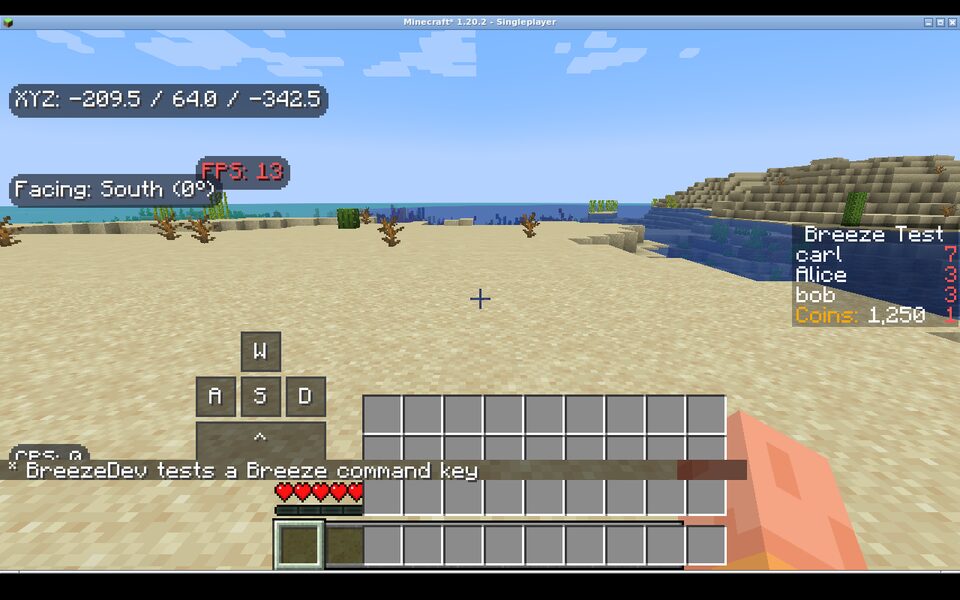 Minecraft* 1.20.2 - Singleplayer
XYZ: -209.5 / 64.0 / -342.5
FPS: 13
Facing: South (0°)
Breeze Test
carl 7
Alice 3
bob 3
Coins: 1,250 1
W
A S D
^
CPS: 0
* BreezeDev tests a Breeze command key